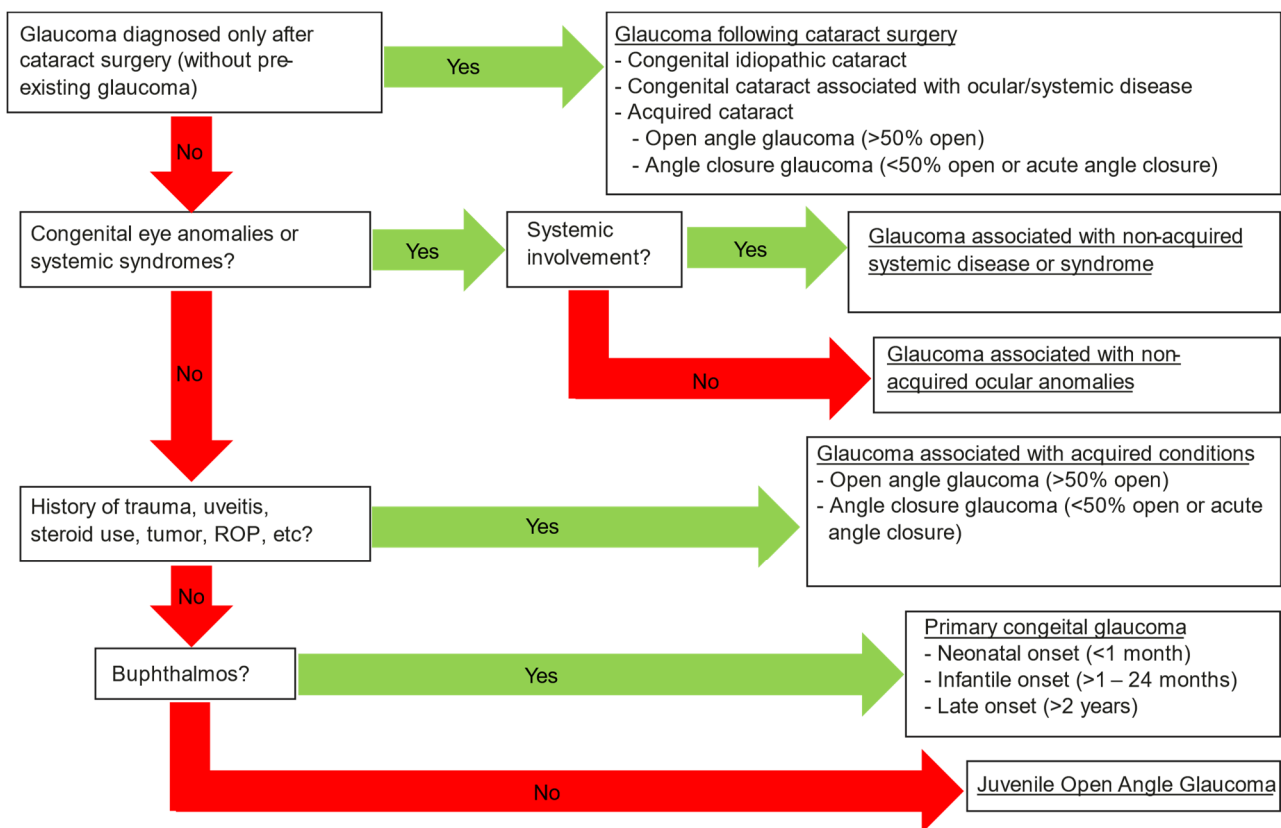 Glaucoma diagnosed only after
cataract surgery (without pre-
existing glaucoma)
Yes
Glaucoma following cataract surgery
- Congenital idiopathic cataract
- Congenital cataract associated with ocular/systemic disease
- Acquired cataract
- Open angle glaucoma (>50% open)
- Angle closure glaucoma (<50% open or acute angle closure)
No
Congenital eye anomalies or
systemic syndromes?
Yes
Systemic
involvement?
Yes
Glaucoma associated with non-acquired
systemic disease or syndrome
No
Glaucoma associated with non-
acquired ocular anomalies
No
History of trauma, uveitis,
steroid use, tumor, ROP, etc?
Yes
Glaucoma associated with acquired conditions
- Open angle glaucoma (>50% open)
- Angle closure glaucoma (<50% open or acute
angle closure)
No
Buphthalmos?
Yes
Primary congeital glaucoma
- Neonatal onset (<1 month)
- Infantile onset (>1 – 24 months)
- Late onset (>2 years)
No
Juvenile Open Angle Glaucoma